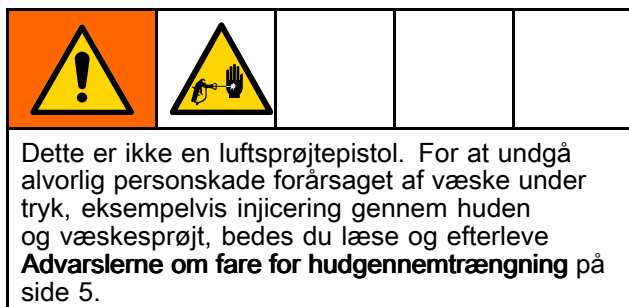 Dette er ikke en luftsprøjtepistol. For at undgå
alvorlig personskade forårsaget af væske under
tryk, eksempelvis injicering gennem huden
og væskesprøjt, bedes du læse og efterleve
Advarslerne om fare for hudgennemtrængning på
side 5.